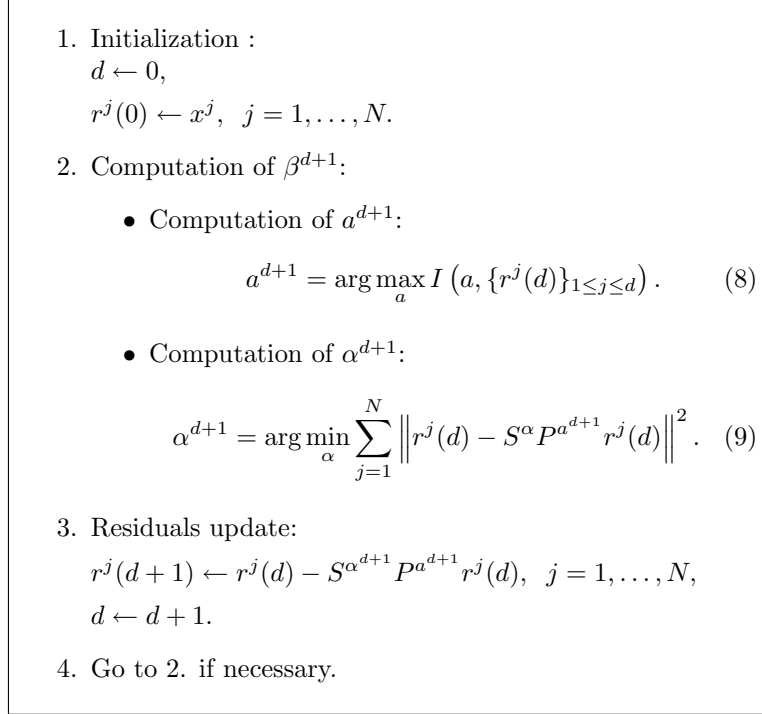 1. Initialization :
d ← 0,
r^j(0) ← x^j, j = 1, . . . , N.
2. Computation of β^{d+1}:
• Computation of a^{d+1}:
a^{d+1} = arg max_a I (a, {r^j(d)}_{1≤j≤d}) . (8)
• Computation of α^{d+1}:
α^{d+1} = arg min_α ∑_{j=1}^{N} ‖r^j(d) − S^α P^{a^{d+1}} r^j(d)‖^2 . (9)
3. Residuals update:
r^j(d + 1) ← r^j(d) − S^{α^{d+1}} P^{a^{d+1}} r^j(d), j = 1, . . . , N,
d ← d + 1.
4. Go to 2. if necessary.